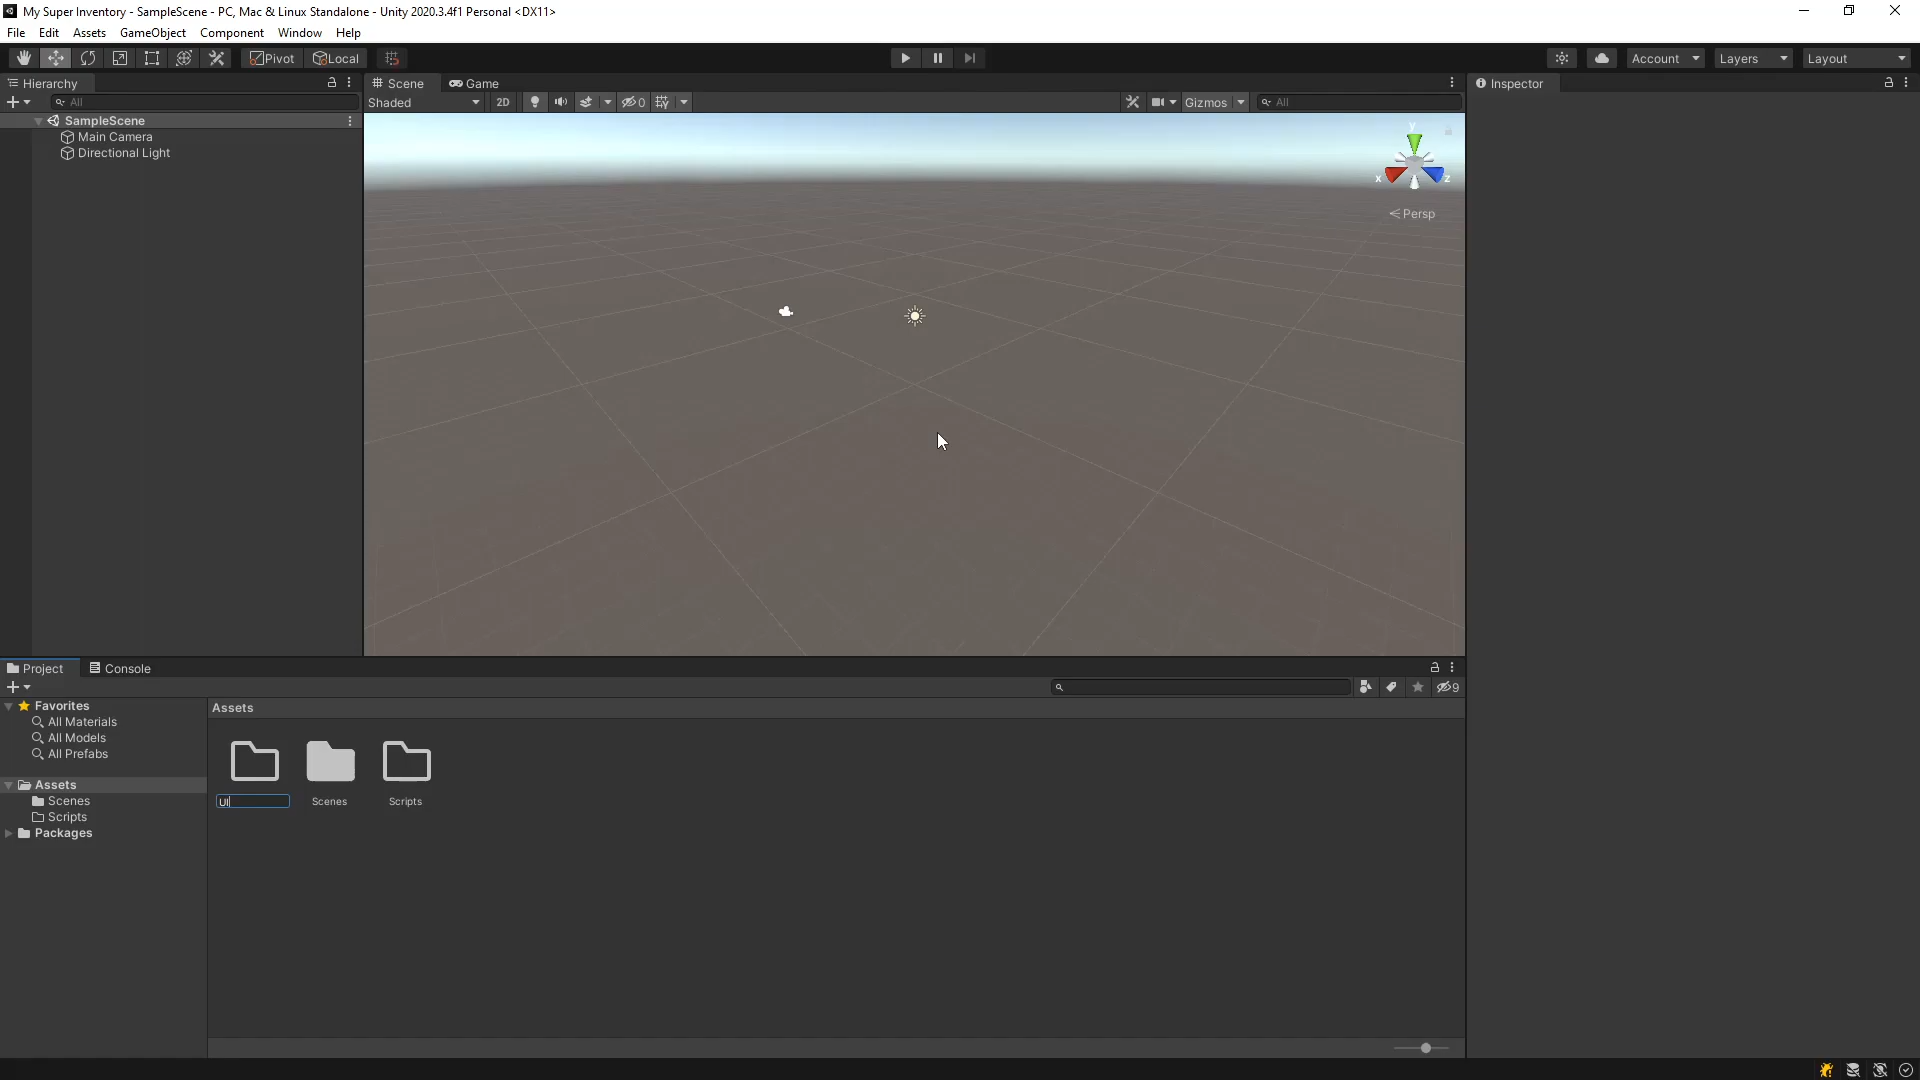 My Super Inventory - SampleScene - PC, Mac & Linux Standalone - Unity 2020.3.4f1 Personal <DX11>
File Edit Assets GameObject Component Window Help
Pivot Local Account Layers Layout
Hierarchy
All
SampleScene
Main Camera
Directional Light
Scene Game
Shaded 2D 0 Gizmos All
y
x z
Persp
Inspector
Project Console
9
Favorites
All Materials
All Models
All Prefabs
Assets
Scenes
Scripts
Packages
Assets
UI Scenes Scripts